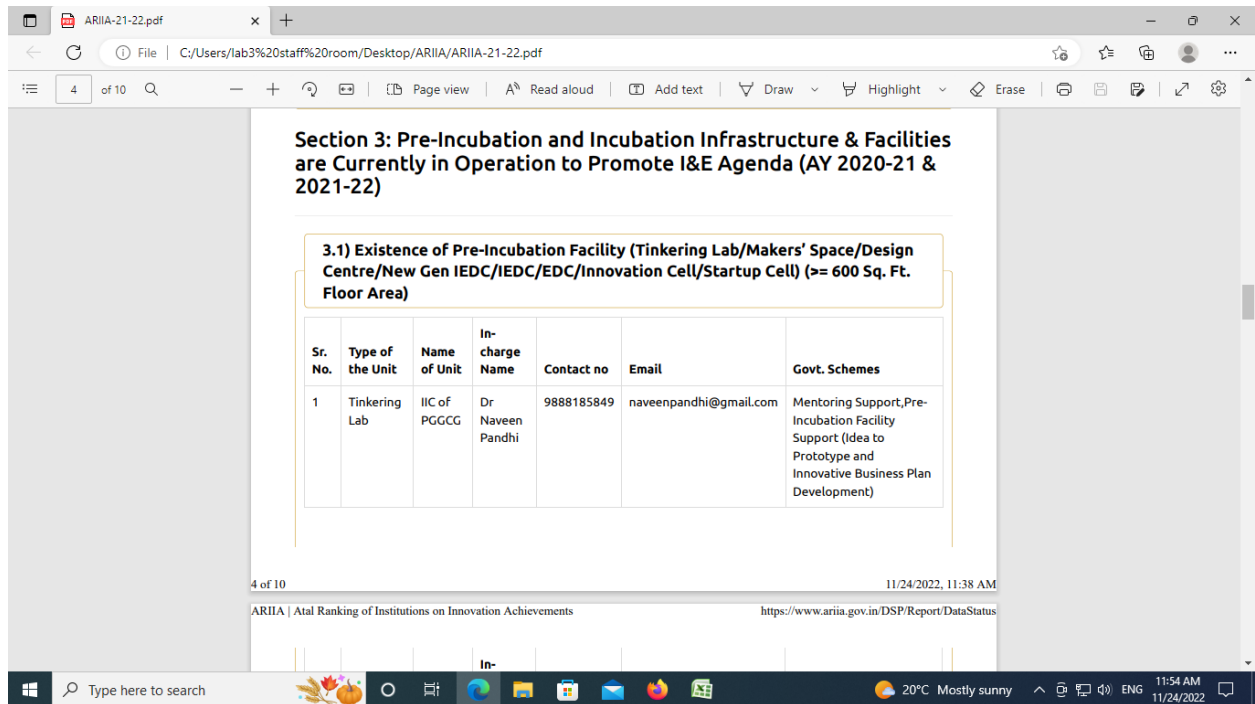 ARIIA-21-22.pdf
File | C:/Users/lab3%20staff%20room/Desktop/ARIIA/ARIIA-21-22.pdf
4 of 10 Page view Read aloud Add text Draw Highlight Erase
Section 3: Pre-Incubation and Incubation Infrastructure & Facilities
are Currently in Operation to Promote I&E Agenda (AY 2020-21 &
2021-22)
3.1) Existence of Pre-Incubation Facility (Tinkering Lab/Makers' Space/Design
Centre/New Gen IEDC/IEDC/EDC/Innovation Cell/Startup Cell) (>= 600 Sq. Ft.
Floor Area)
Sr. No.
Type of the Unit
Name of Unit
In-charge Name
Contact no
Email
Govt. Schemes
1
Tinkering Lab
IIC of PGGCG
Dr Naveen Pandhi
9888185849
naveenpandhi@gmail.com
Mentoring Support,Pre-
Incubation Facility
Support (Idea to
Prototype and
Innovative Business Plan
Development)
4 of 10 11/24/2022, 11:38 AM
ARIIA | Atal Ranking of Institutions on Innovation Achievements https://www.ariia.gov.in/DSP/Report/DataStatus
In-
Type here to search 20°C Mostly sunny ENG 11:54 AM
11/24/2022